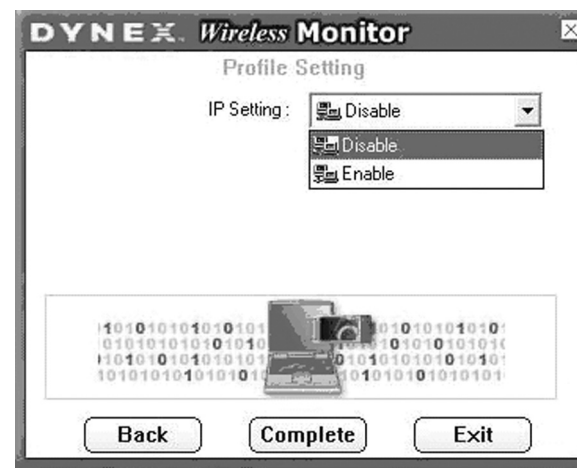 DYNEX Wireless Monitor
Profile Setting
IP Setting : Disable
Disable
Enable
Back Complete Exit